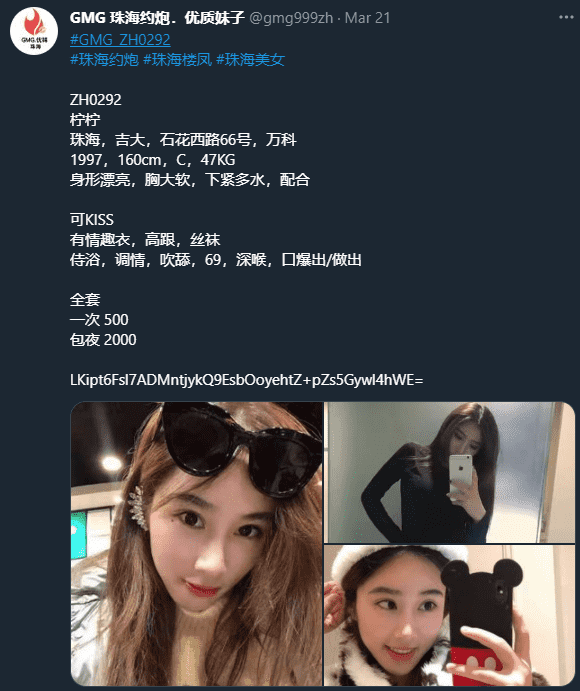 GMG 珠海约炮．优质妹子 @gmg999zh · Mar 21
GMG.优辑
珠海
#GMG_ZH0292
#珠海约炮 #珠海楼凤 #珠海美女
ZH0292
柠柠
珠海，吉大，石花西路66号，万科
1997，160cm，C，47KG
身形漂亮，胸大软，下紧多水，配合
可KISS
有情趣衣，高跟，丝袜
侍浴，调情，吹舔，69，深喉，口爆出/做出
全套
一次 500
包夜 2000
LKipt6Fsl7ADMntjykQ9EsbOoyehtZ+pZs5Gywl4hWE=